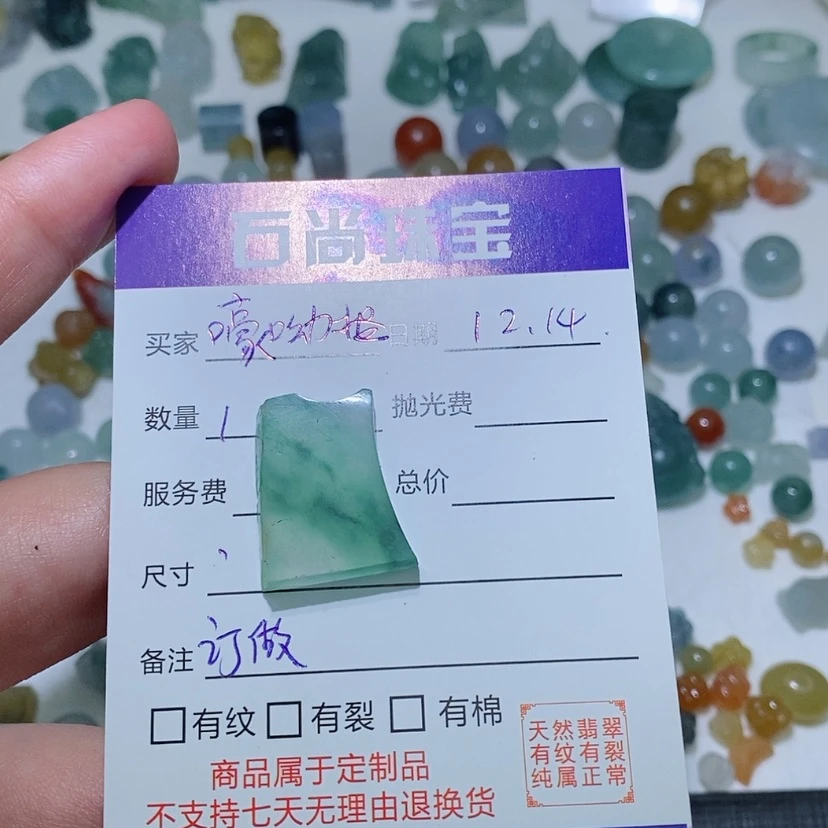 石尚珠宝
买家 嚎呦喂 日期 12.14
数量 1 抛光费
服务费 总价
尺寸
备注 订做
有纹 有裂 有棉
商品属于定制品
不支持七天无理由退换货
天然翡翠
有纹有裂
纯属正常